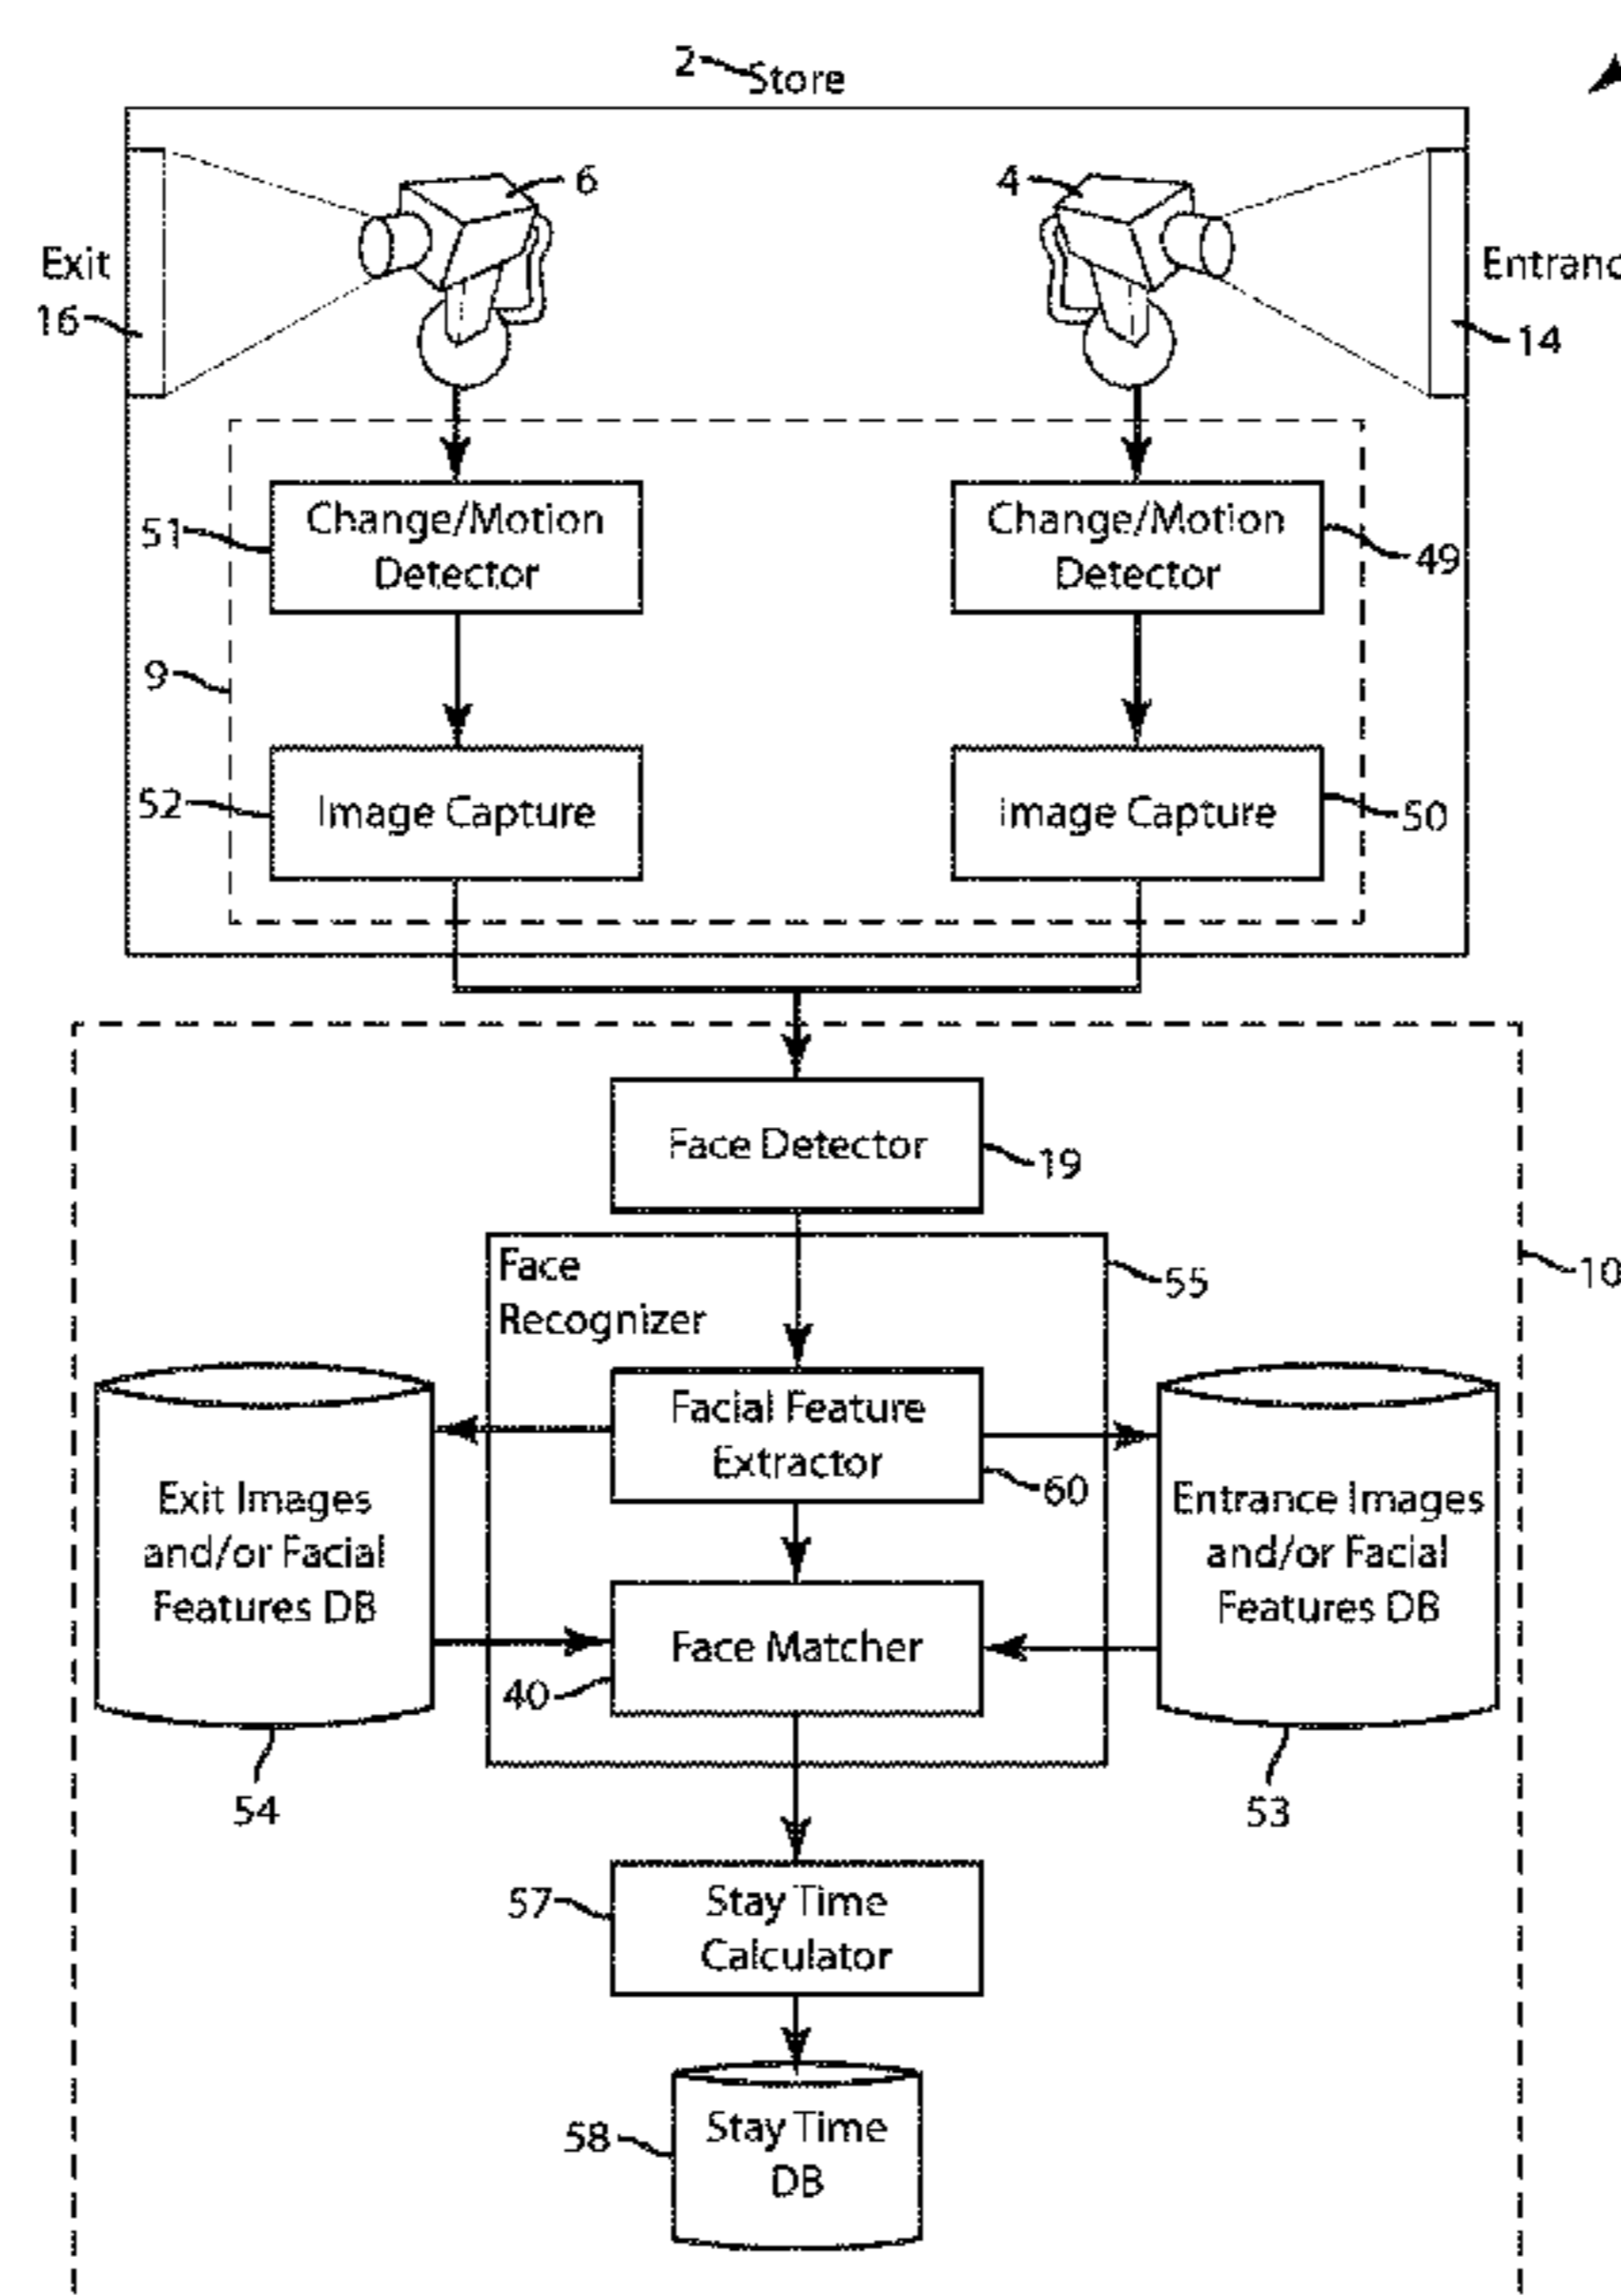 2 Store
6
4
Exit
16
Entranc
14
Change/Motion
Detector
51
Change/Motion
Detector
49
9
52
Image Capture
Image Capture
50
Face Detector
19
Face
Recognizer
55
10
Facial Feature
Extractor
60
Exit Images
and/or Facial
Features DB
Entrance Images
and/or Facial
Features DB
Face Matcher
40
54
53
57
Stay Time
Calculator
58
Stay Time
DB